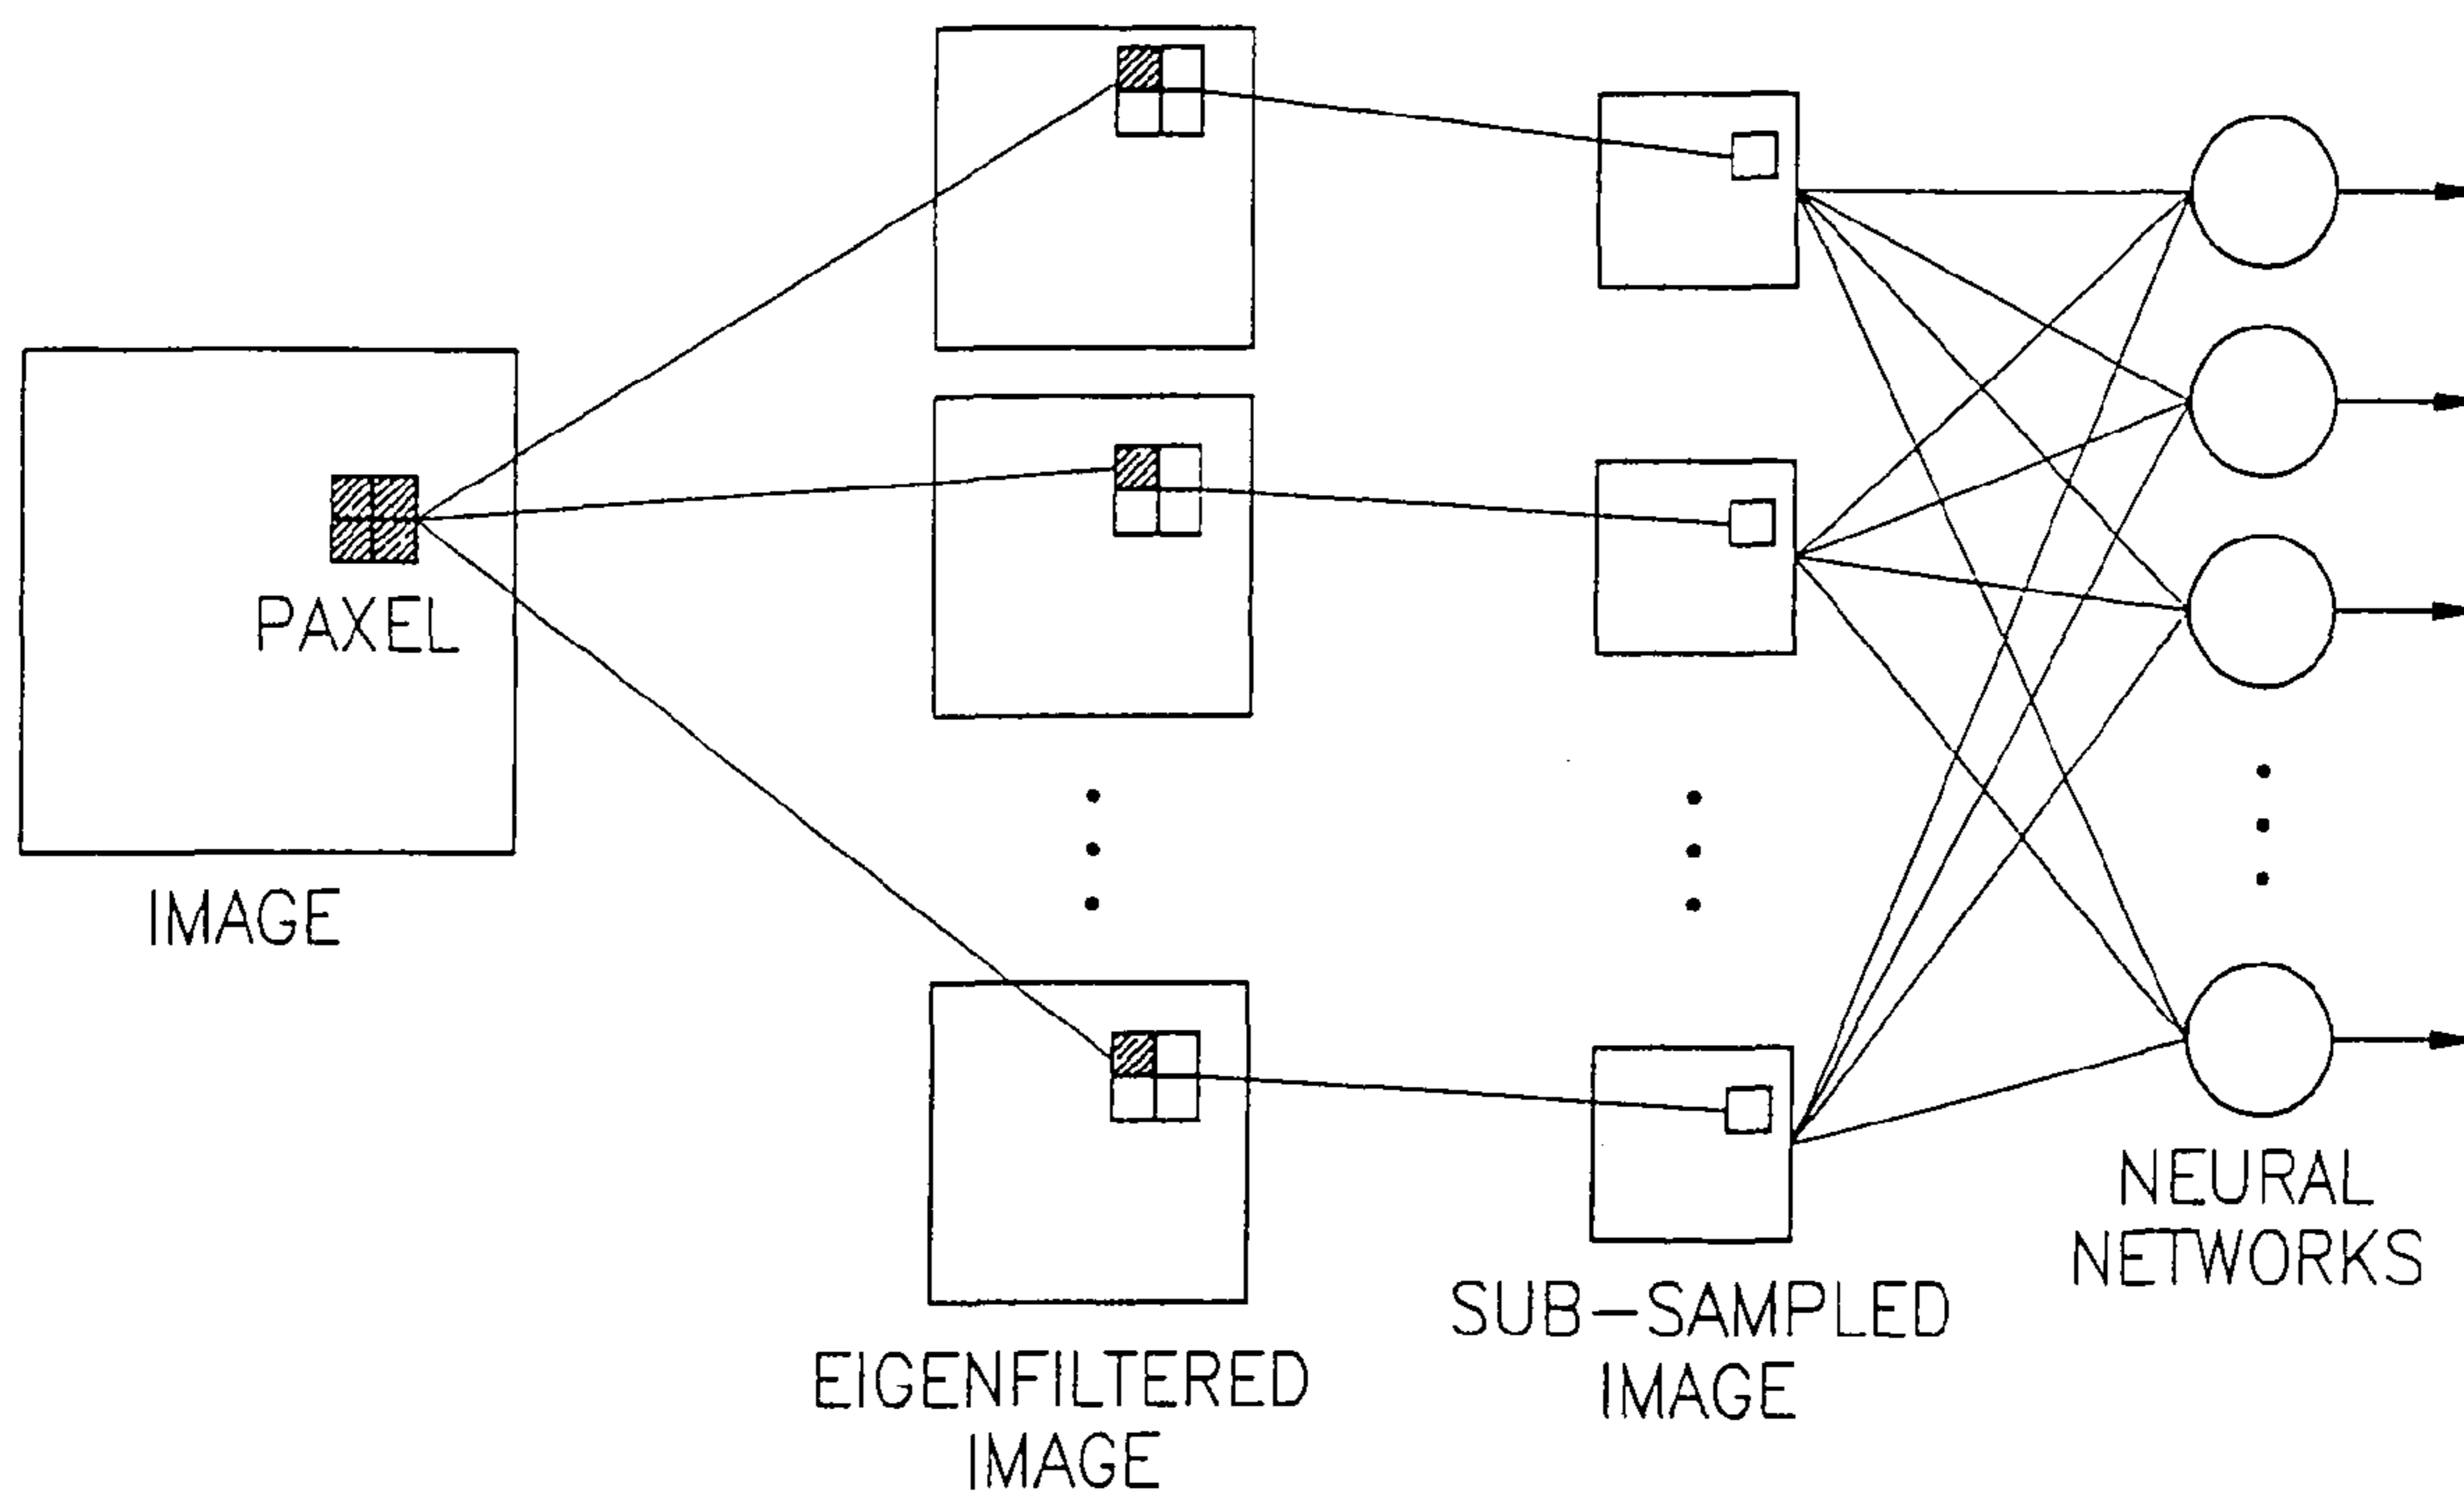 PAXEL
IMAGE
EIGENFILTERED
IMAGE
SUB-SAMPLED
IMAGE
NEURAL
NETWORKS